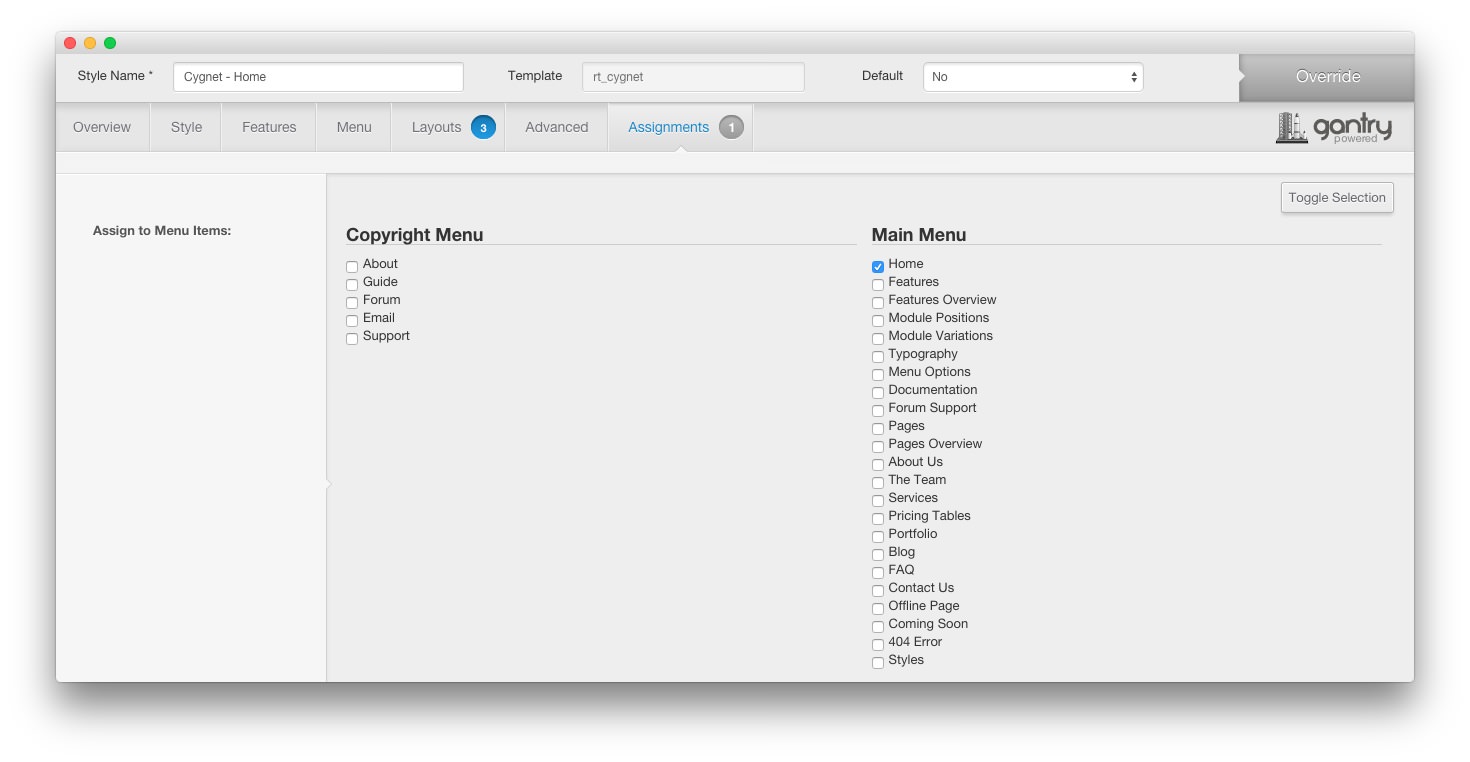 Style Name * Cygnet - Home Template rt_cygnet Default No Override
Overview Style Features Menu Layouts 3 Advanced Assignments 1 gantry
powered
Toggle Selection
Assign to Menu Items:
Copyright Menu
About
Guide
Forum
Email
Support
Main Menu
Home
Features
Features Overview
Module Positions
Module Variations
Typography
Menu Options
Documentation
Forum Support
Pages
Pages Overview
About Us
The Team
Services
Pricing Tables
Portfolio
Blog
FAQ
Contact Us
Offline Page
Coming Soon
404 Error
Styles